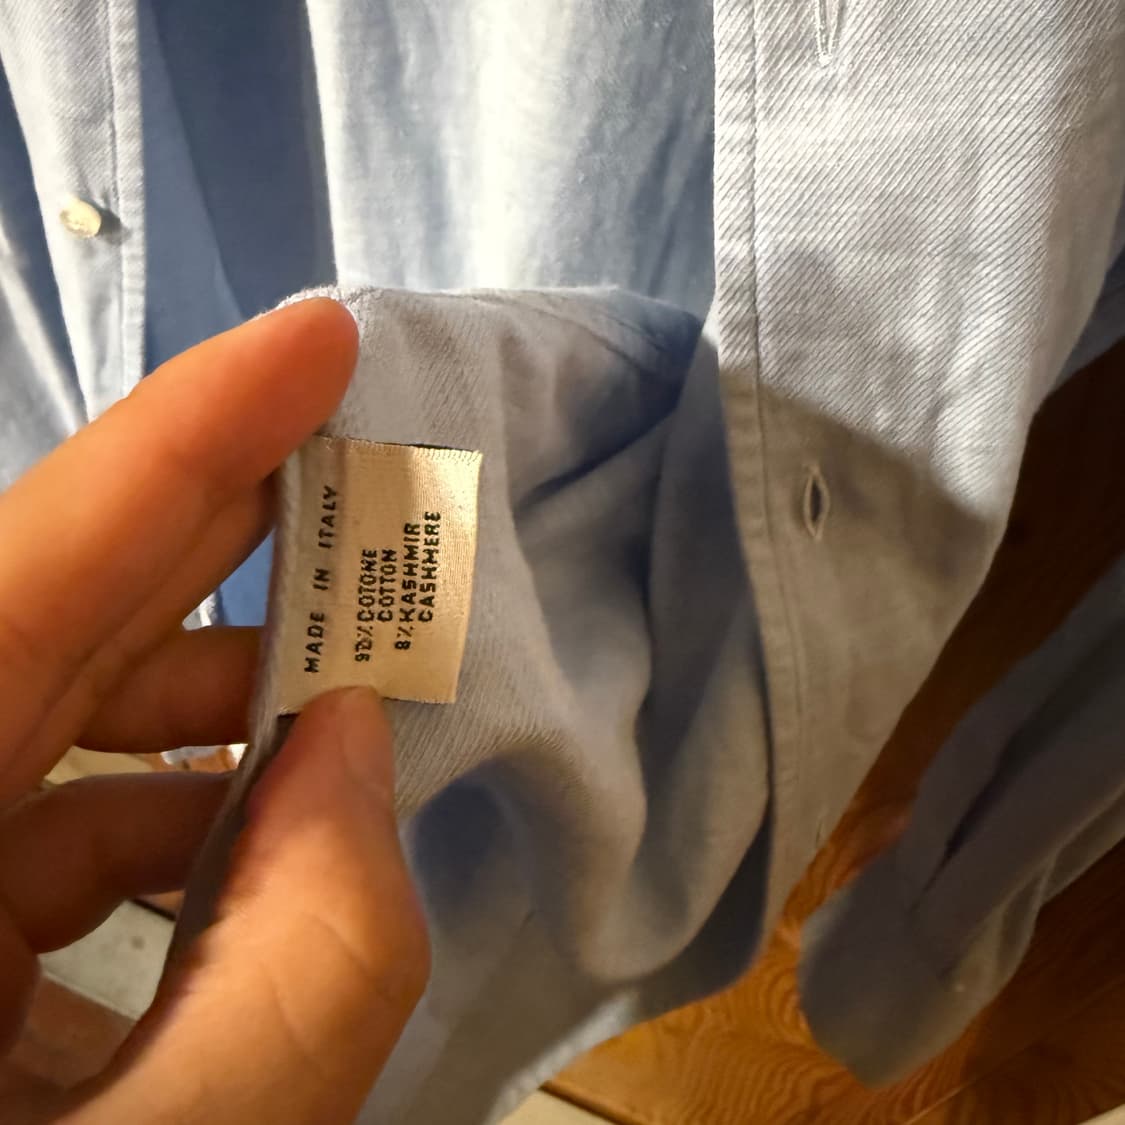 MADE IN ITALY
92% COTONE
COTTON
8% KASHMIR
CASHMERE